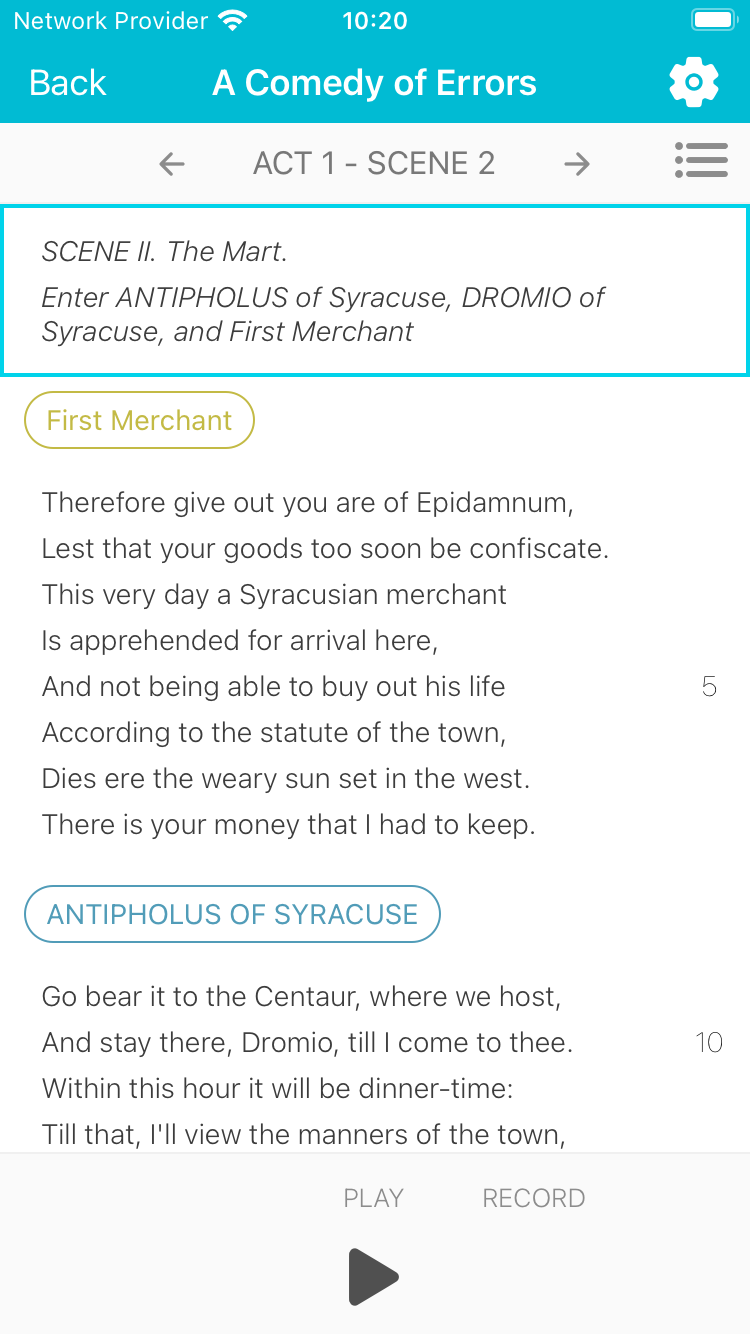 Network Provider 10:20
Back A Comedy of Errors
ACT 1 - SCENE 2
SCENE II. The Mart.
Enter ANTIPHOLUS of Syracuse, DROMIO of
Syracuse, and First Merchant
First Merchant
Therefore give out you are of Epidamnum,
Lest that your goods too soon be confiscate.
This very day a Syracusian merchant
Is apprehended for arrival here,
And not being able to buy out his life 5
According to the statute of the town,
Dies ere the weary sun set in the west.
There is your money that I had to keep.
ANTIPHOLUS OF SYRACUSE
Go bear it to the Centaur, where we host,
And stay there, Dromio, till I come to thee. 10
Within this hour it will be dinner-time:
Till that, I'll view the manners of the town,
PLAY RECORD